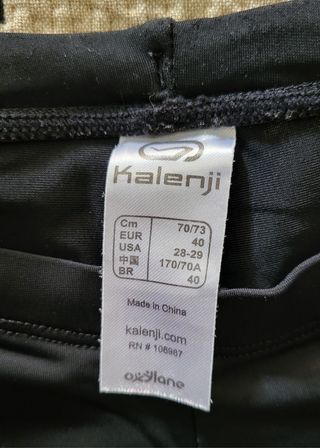 Kalenji
Cm 70/73
EUR 40
USA 28-29
中国 170/70A
BR 40
Made in China
kalenji.com
RN # 106967
oxylane